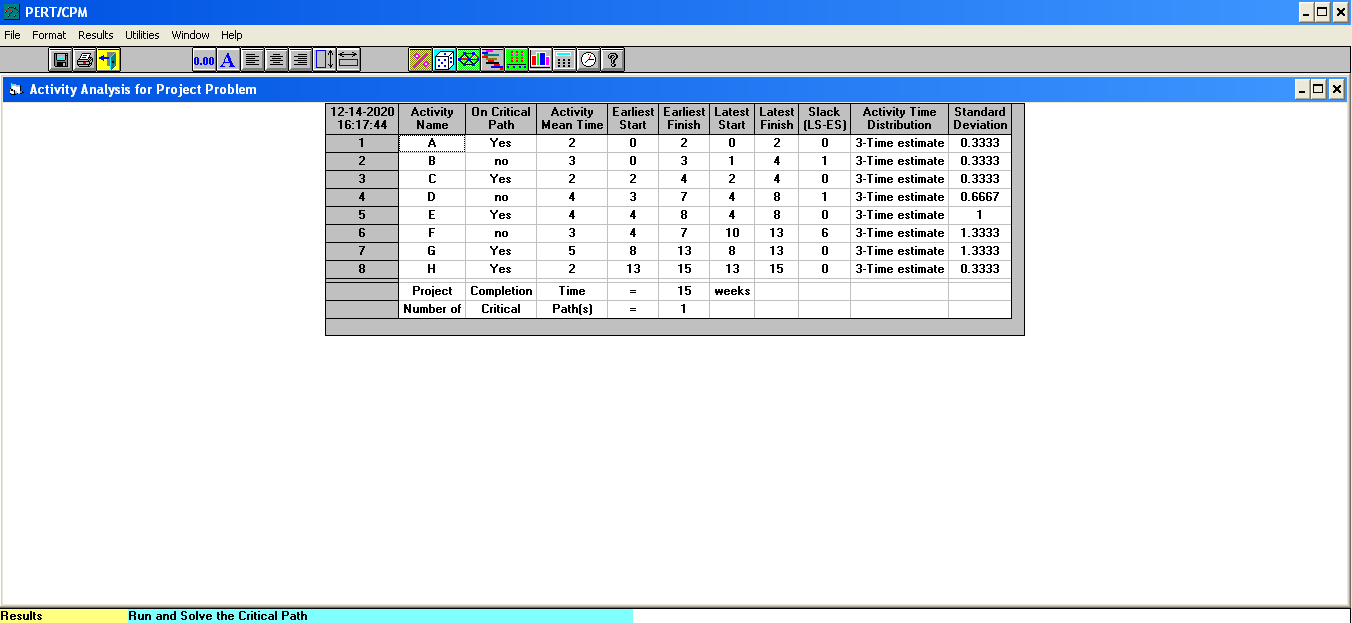 PERT/CPM
File Format Results Utilities Window Help
0.00 A %  ?
Activity Analysis for Project Problem
12-14-2020 Activity On Critical Activity Earliest Earliest Latest Latest Slack Activity Time Standard
16:17:44 Name Path Mean Time Start Finish Start Finish (LS-ES) Distribution Deviation
1 A Yes 2 0 2 0 2 0 3-Time estimate 0.3333
2 B no 3 0 3 1 4 1 3-Time estimate 0.3333
3 C Yes 2 2 4 2 4 0 3-Time estimate 0.3333
4 D no 4 3 7 4 8 1 3-Time estimate 0.6667
5 E Yes 4 4 8 4 8 0 3-Time estimate 1
6 F no 3 4 7 10 13 6 3-Time estimate 1.3333
7 G Yes 5 8 13 8 13 0 3-Time estimate 1.3333
8 H Yes 2 13 15 13 15 0 3-Time estimate 0.3333
Project Completion Time = 15 weeks
Number of Critical Path(s) = 1
Results Run and Solve the Critical Path